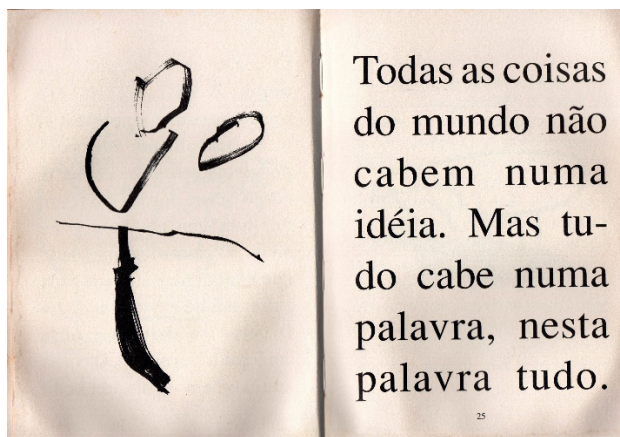 Todas as coisas
do mundo não
cabem numa
idéia. Mas tu-
do cabe numa
palavra, nesta
palavra tudo.
25